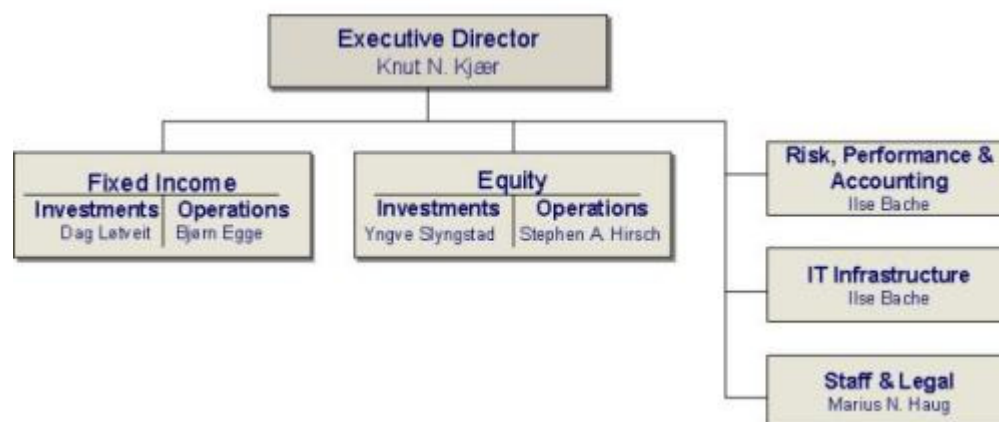 Executive Director
Knut N. Kjær
Fixed Income
Investments Operations
Dag Løtveit Bjørn Egge
Equity
Investments Operations
Yngve Slyngstad Stephen A. Hirsch
Risk, Performance &
Accounting
Ilse Bache
IT Infrastructure
Ilse Bache
Staff & Legal
Marius N. Haug